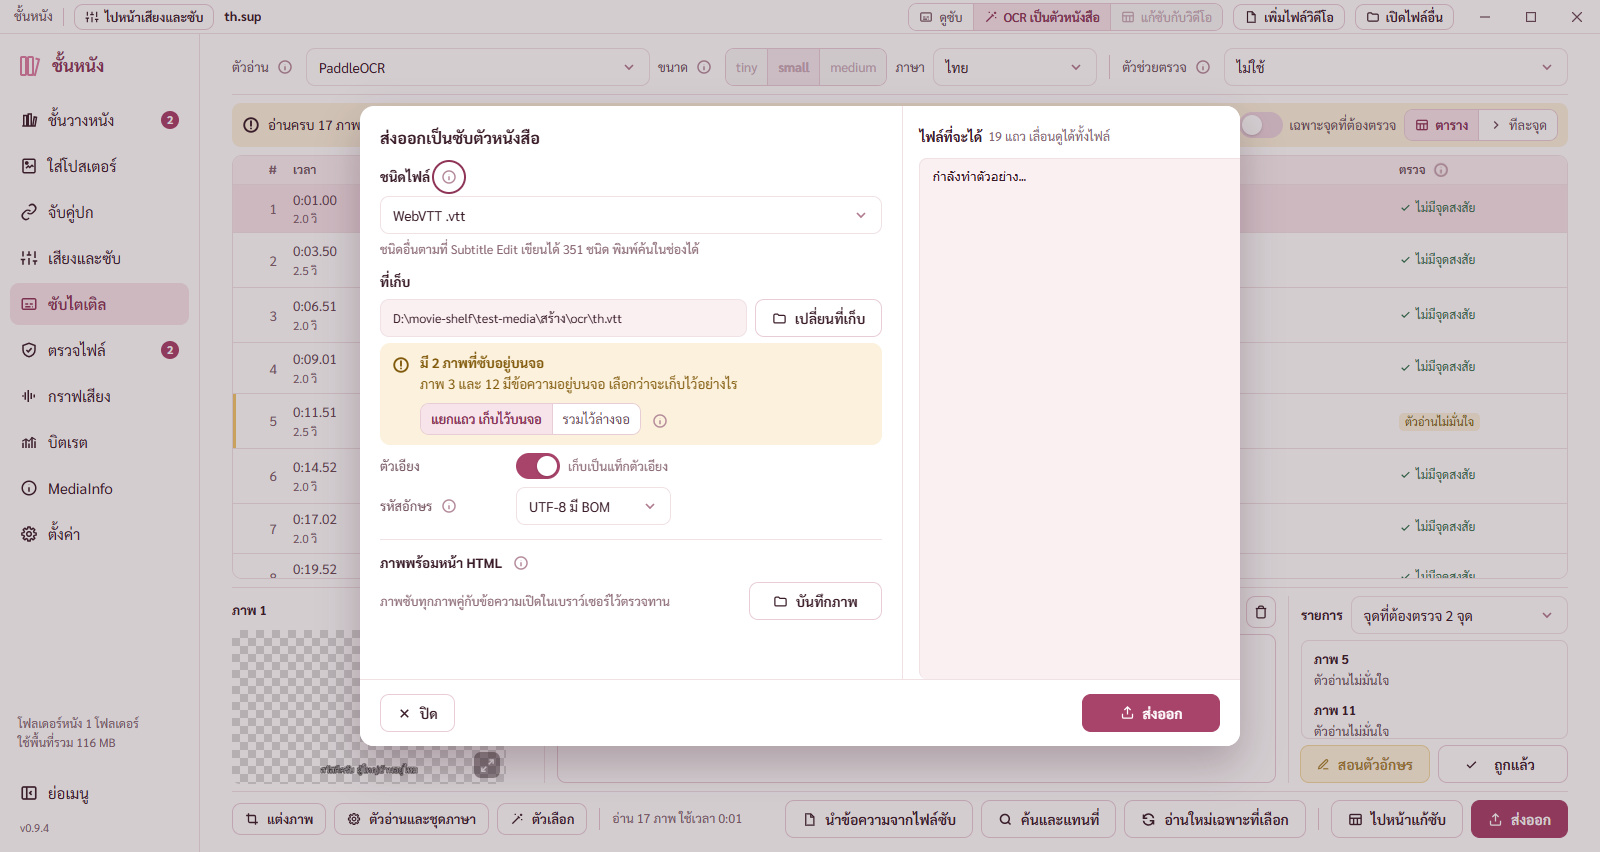 ชั้นหนัง
ไปหน้าเสียงและซับ
th.sup
ดูซับ
OCR เป็นตัวหนังสือ
แก้ซับกับวิดีโอ
เพิ่มไฟล์วิดีโอ
เปิดไฟล์อื่น
ชั้นหนัง
ชั้นวางหนัง
2
ใส่โปสเตอร์
จับคู่ปก
เสียงและซับ
ซับไตเติล
ตรวจไฟล์
2
กราฟเสียง
บิตเรต
MediaInfo
ตั้งค่า
โฟลเดอร์หนัง 1 โฟลเดอร์
ใช้พื้นที่รวม 116 MB
ย่อเมนู
v0.9.4
ตัวอ่าน
PaddleOCR
ขนาด
tiny
small
medium
ภาษา
ไทย
ตัวช่วยตรวจ
ไม่ใช้
อ่านครบ 17 ภาพ
เฉพาะจุดที่ต้องตรวจ
ตาราง
ทีละจุด
#
เวลา
ตรวจ
1
0:01.00
2.0 วิ
ไม่มีจุดสงสัย
2
0:03.50
2.5 วิ
ไม่มีจุดสงสัย
3
0:06.51
2.0 วิ
ไม่มีจุดสงสัย
4
0:09.01
2.0 วิ
ไม่มีจุดสงสัย
5
0:11.51
2.5 วิ
ตัวอ่านไม่มั่นใจ
6
0:14.52
2.0 วิ
ไม่มีจุดสงสัย
7
0:17.02
2.0 วิ
ไม่มีจุดสงสัย
8
0:19.52
ไม่มีจุดสงสัย
ส่งออกเป็นซับตัวหนังสือ
ชนิดไฟล์
WebVTT .vtt
ชนิดอื่นตามที่ Subtitle Edit เขียนได้ 351 ชนิด พิมพ์ค้นในช่องได้
ที่เก็บ
D:\movie-shelf\test-media\สร้าง\ocr\th.vtt
เปลี่ยนที่เก็บ
มี 2 ภาพที่ซับอยู่บนจอ
ภาพ 3 และ 12 มีข้อความอยู่บนจอ เลือกว่าจะเก็บไว้อย่างไร
แยกแถว เก็บไว้บนจอ
รวมไว้ล่างจอ
ตัวเอียง
เก็บเป็นแท็กตัวเอียง
รหัสอักษร
UTF-8 มี BOM
ภาพพร้อมหน้า HTML
ภาพซับทุกภาพคู่กับข้อความเปิดในเบราว์เซอร์ไว้ตรวจทาน
บันทึกภาพ
ปิด
ไฟล์ที่จะได้
19 แถว เลื่อนดูได้ทั้งไฟล์
กำลังทำตัวอย่าง…
ส่งออก
ภาพ 1
รายการ
จุดที่ต้องตรวจ 2 จุด
ภาพ 5
ตัวอ่านไม่มั่นใจ
ภาพ 11
ตัวอ่านไม่มั่นใจ
สอนตัวอักษร
ถูกแล้ว
แต่งภาพ
ตัวอ่านและชุดภาษา
ตัวเลือก
อ่าน 17 ภาพ ใช้เวลา 0:01
นำข้อความจากไฟล์ซับ
ค้นและแทนที่
อ่านใหม่เฉพาะที่เลือก
ไปหน้าแก้ซับ
ส่งออก